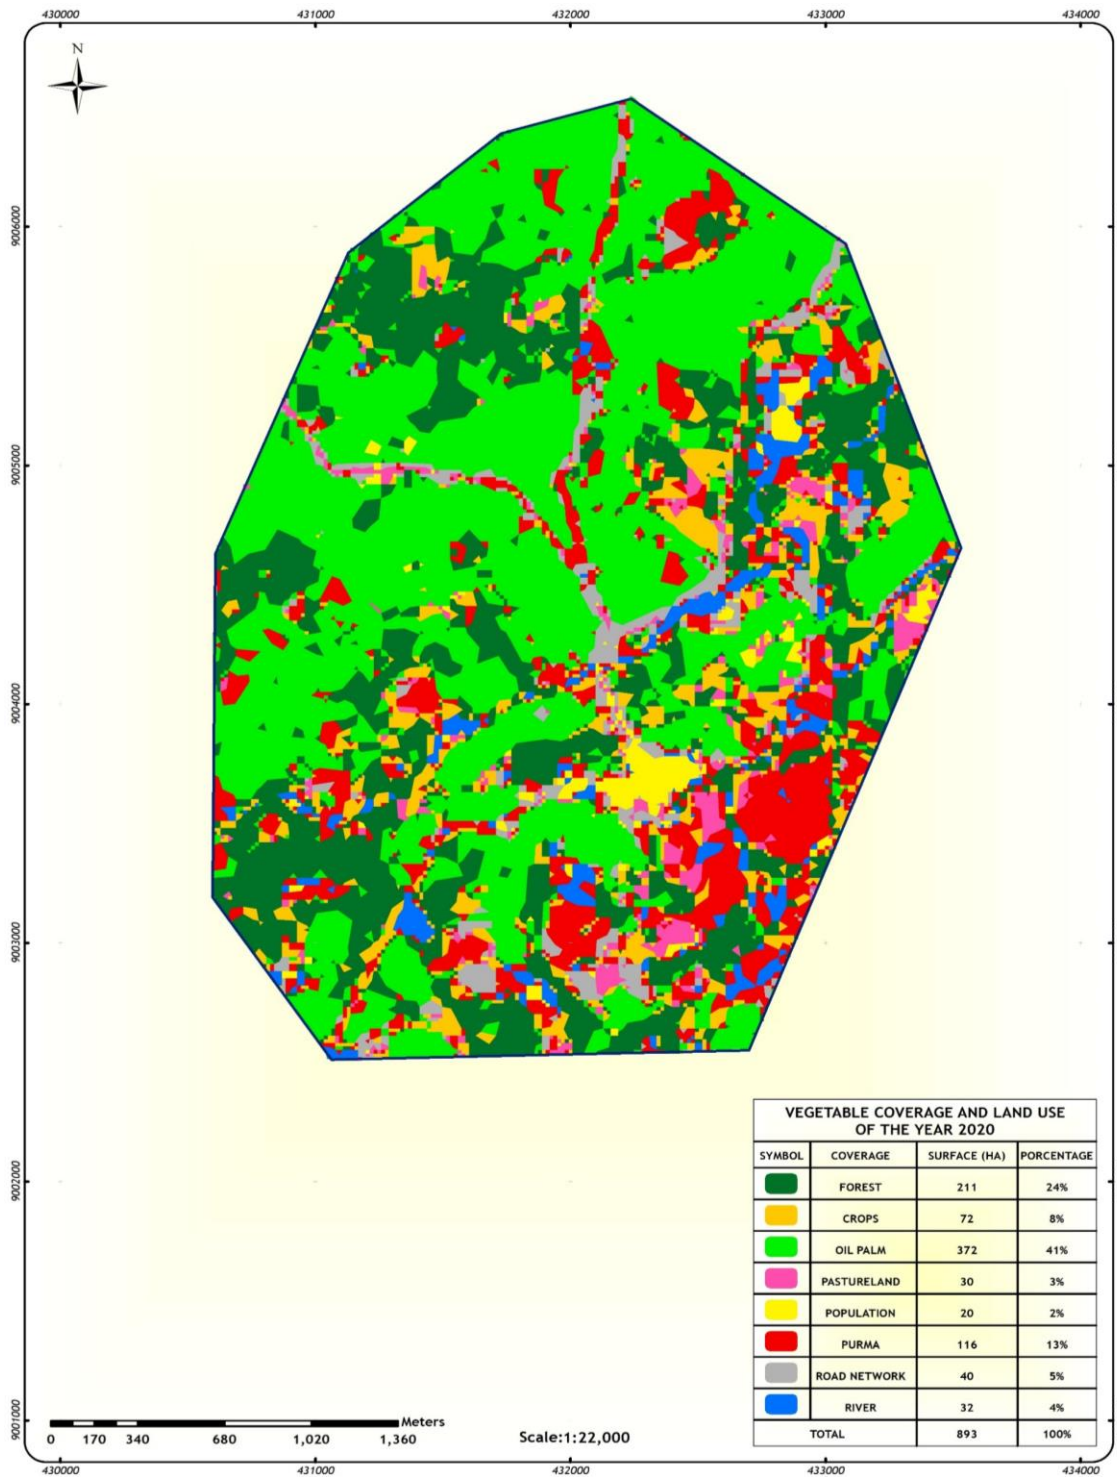 430000 431000 432000 433000 434000
N
9006000
9005000
9004000
9003000
9002000
9001000
VEGETABLE COVERAGE AND LAND USE
OF THE YEAR 2020
SYMBOL COVERAGE SURFACE (HA) PORCENTAGE
FOREST 211 24%
CROPS 72 8%
OIL PALM 372 41%
PASTURELAND 30 3%
POPULATION 20 2%
PURMA 116 13%
ROAD NETWORK 40 5%
RIVER 32 4%
TOTAL 893 100%
Meters
0 170 340 680 1,020 1,360
Scale:1:22,000
430000 431000 432000 433000 434000